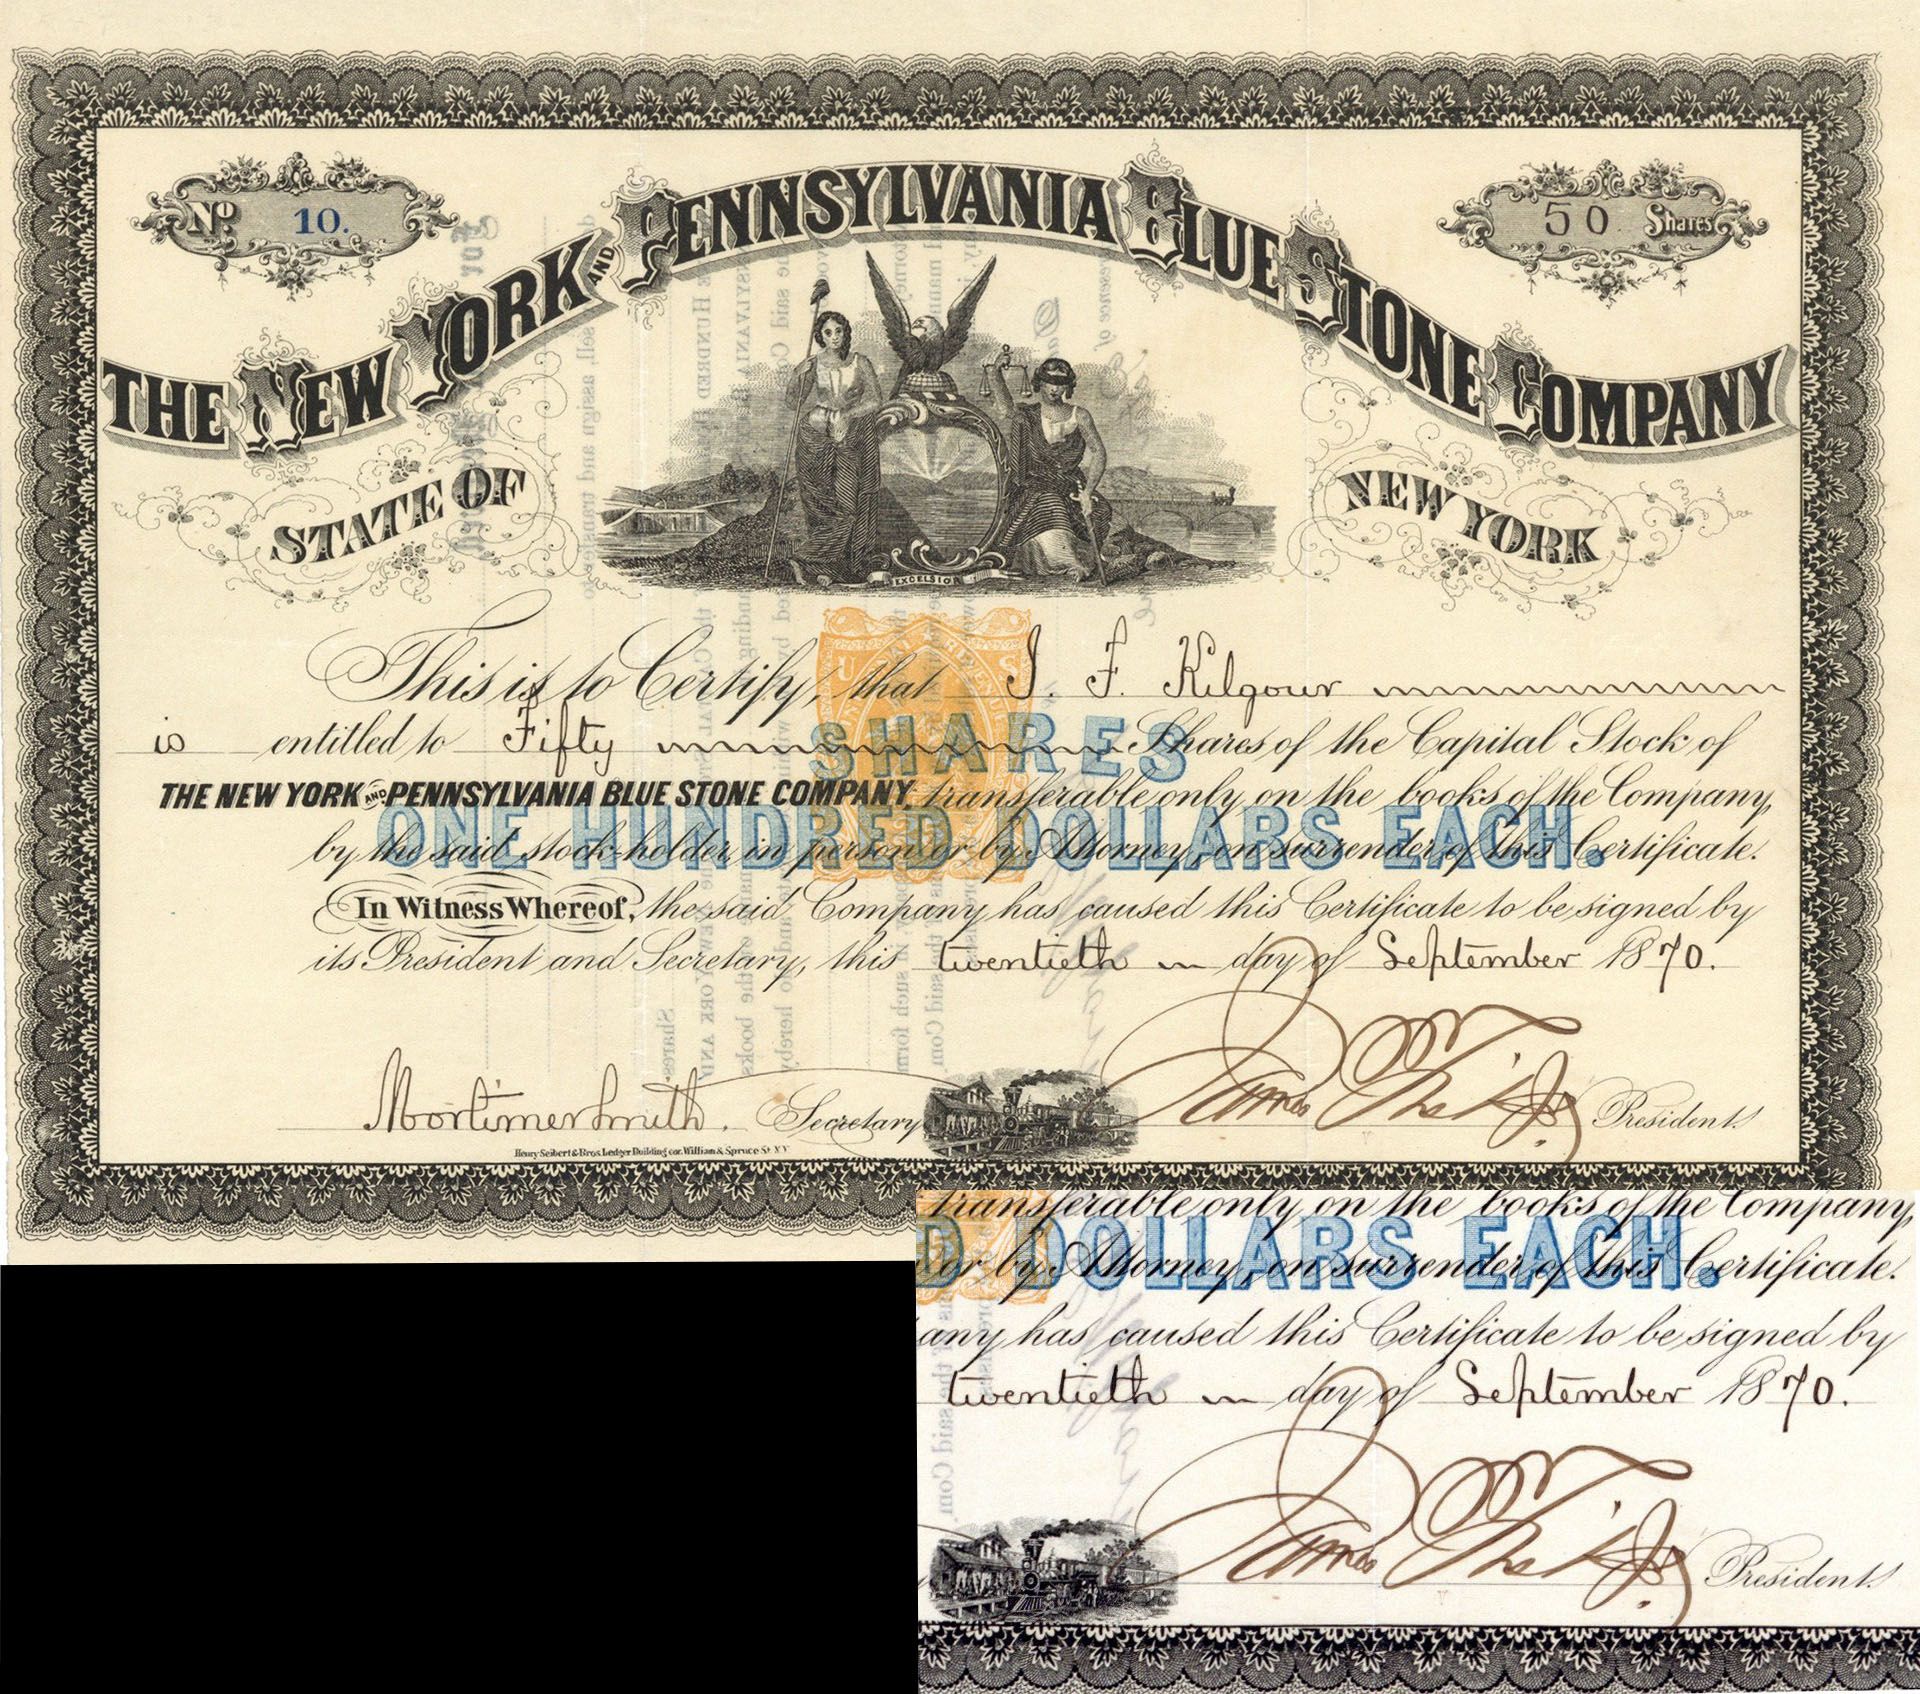 No. 10.
50 Shares
THE NEW YORK AND PENNSYLVANIA BLUE STONE COMPANY
STATE OF NEW YORK
EXCELSIOR
U S
This is to Certify, that J. F. Kilgour
is entitled to Fifty Shares of the Capital Stock of
SHARES
THE NEW YORK AND PENNSYLVANIA BLUE STONE COMPANY, transferable only on the books of the Company,
ONE HUNDRED DOLLARS EACH.
by the said stock-holder, in person or by Attorney, on surrender of this Certificate.
In Witness Whereof, the said Company has caused this Certificate to be signed by
its President and Secretary, this twentieth day of September 1870.
Mortimer Smith. Secretary
James President
Henry Seibert & Bros. Ledger Building cor. William & Spruce St. N.Y.
transferable only on the books of the Company,
D DOLLARS EACH.
or by Attorney, on surrender of this Certificate.
any has caused this Certificate to be signed by
twentieth day of September 1870.
James President